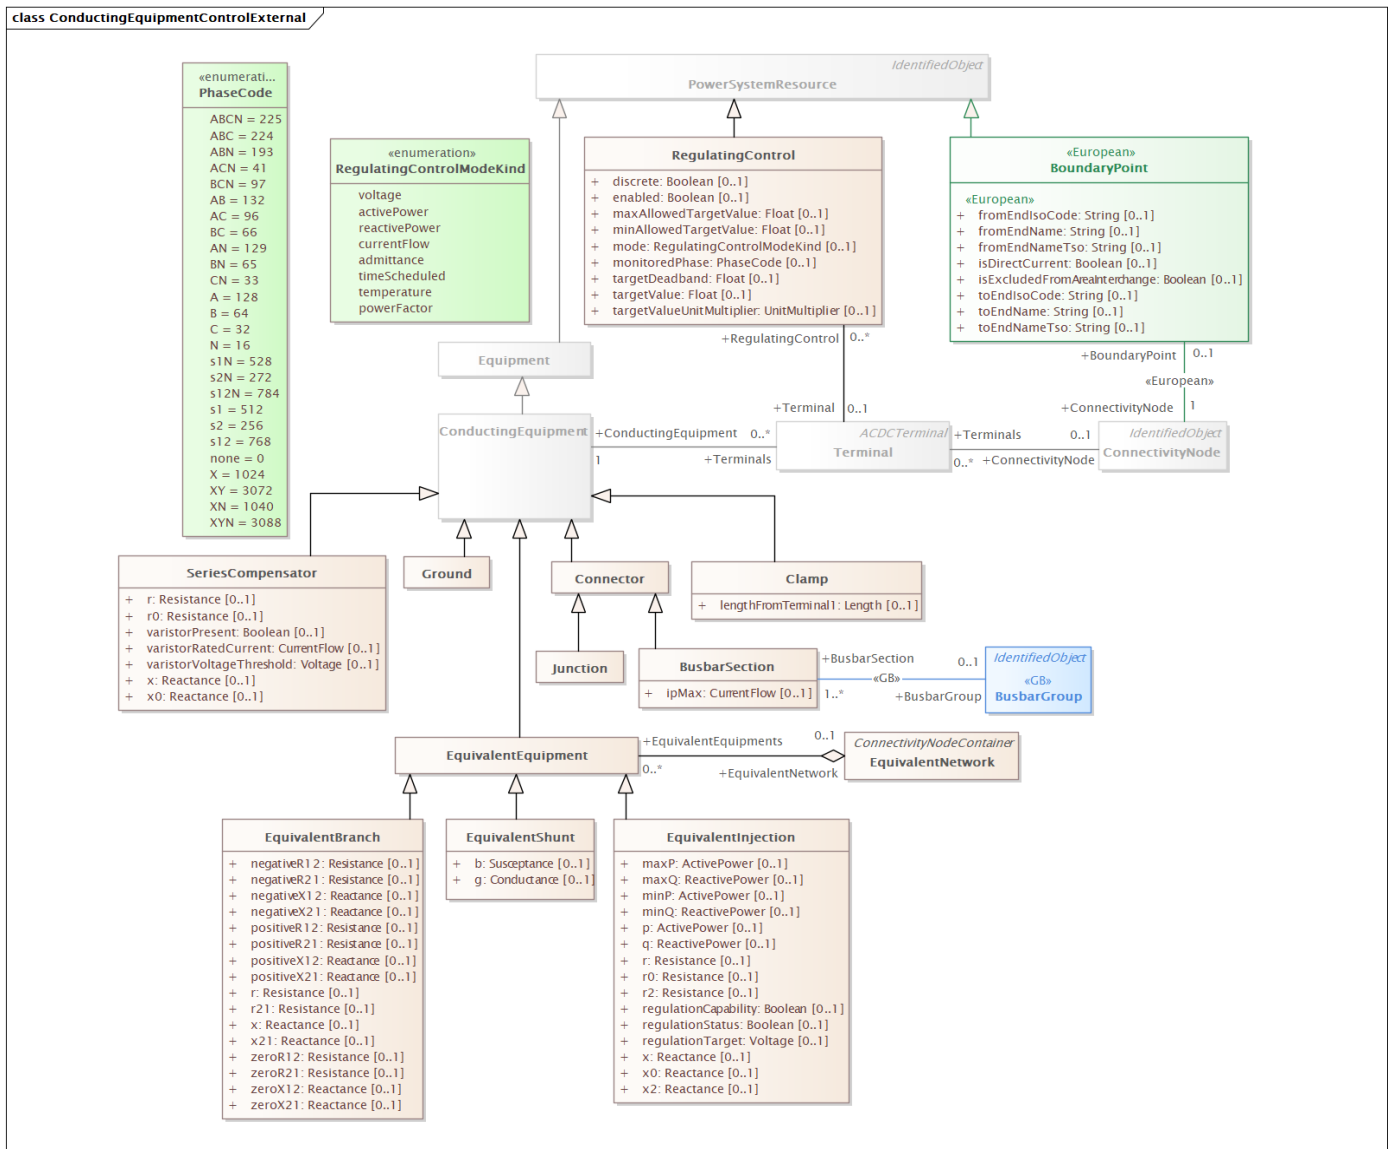 class ConductingEquipmentControlExternal
«enumerati...
PhaseCode
ABCN = 225
ABC = 224
ABN = 193
ACN = 41
BCN = 97
AB = 132
AC = 96
BC = 66
AN = 129
BN = 65
CN = 33
A = 128
B = 64
C = 32
N = 16
s1N = 528
s2N = 272
s12N = 784
s1 = 512
s2 = 256
s12 = 768
none = 0
X = 1024
XY = 3072
XN = 1040
XYN = 3088
«enumeration»
RegulatingControlModeKind
voltage
activePower
reactivePower
currentFlow
admittance
timeScheduled
temperature
powerFactor
IdentifiedObject
PowerSystemResource
RegulatingControl
+ discrete: Boolean [0..1]
+ enabled: Boolean [0..1]
+ maxAllowedTargetValue: Float [0..1]
+ minAllowedTargetValue: Float [0..1]
+ mode: RegulatingControlModeKind [0..1]
+ monitoredPhase: PhaseCode [0..1]
+ targetDeadband: Float [0..1]
+ targetValue: Float [0..1]
+ targetValueUnitMultiplier: UnitMultiplier [0..1]
«European»
BoundaryPoint
«European»
+ fromEndIsoCode: String [0..1]
+ fromEndName: String [0..1]
+ fromEndNameTso: String [0..1]
+ isDirectCurrent: Boolean [0..1]
+ isExcludedFromAreaInterchange: Boolean [0..1]
+ toEndIsoCode: String [0..1]
+ toEndName: String [0..1]
+ toEndNameTso: String [0..1]
+RegulatingControl 0..*
+BoundaryPoint 0..1
«European»
Equipment
+Terminal 0..1
+ConnectivityNode 1
ConductingEquipment
+ConductingEquipment 0..*
1 +Terminals
ACDCTerminal
Terminal
+Terminals 0..1
0..* +ConnectivityNode
IdentifiedObject
ConnectivityNode
SeriesCompensator
+ r: Resistance [0..1]
+ r0: Resistance [0..1]
+ varistorPresent: Boolean [0..1]
+ varistorRatedCurrent: CurrentFlow [0..1]
+ varistorVoltageThreshold: Voltage [0..1]
+ x: Reactance [0..1]
+ x0: Reactance [0..1]
Ground
Connector
Clamp
+ lengthFromTerminal1: Length [0..1]
Junction
BusbarSection
+ ipMax: CurrentFlow [0..1]
+BusbarSection 0..1
«GB»
1..* +BusbarGroup
IdentifiedObject
«GB»
BusbarGroup
EquivalentEquipment
+EquivalentEquipments 0..1
0..* +EquivalentNetwork
ConnectivityNodeContainer
EquivalentNetwork
EquivalentBranch
+ negativeR12: Resistance [0..1]
+ negativeR21: Resistance [0..1]
+ negativeX12: Reactance [0..1]
+ negativeX21: Reactance [0..1]
+ positiveR12: Resistance [0..1]
+ positiveR21: Resistance [0..1]
+ positiveX12: Reactance [0..1]
+ positiveX21: Reactance [0..1]
+ r: Resistance [0..1]
+ r21: Resistance [0..1]
+ x: Reactance [0..1]
+ x21: Reactance [0..1]
+ zeroR12: Resistance [0..1]
+ zeroR21: Resistance [0..1]
+ zeroX12: Reactance [0..1]
+ zeroX21: Reactance [0..1]
EquivalentShunt
+ b: Susceptance [0..1]
+ g: Conductance [0..1]
EquivalentInjection
+ maxP: ActivePower [0..1]
+ maxQ: ReactivePower [0..1]
+ minP: ActivePower [0..1]
+ minQ: ReactivePower [0..1]
+ p: ActivePower [0..1]
+ q: ReactivePower [0..1]
+ r: Resistance [0..1]
+ r0: Resistance [0..1]
+ r2: Resistance [0..1]
+ regulationCapability: Boolean [0..1]
+ regulationStatus: Boolean [0..1]
+ regulationTarget: Voltage [0..1]
+ x: Reactance [0..1]
+ x0: Reactance [0..1]
+ x2: Reactance [0..1]